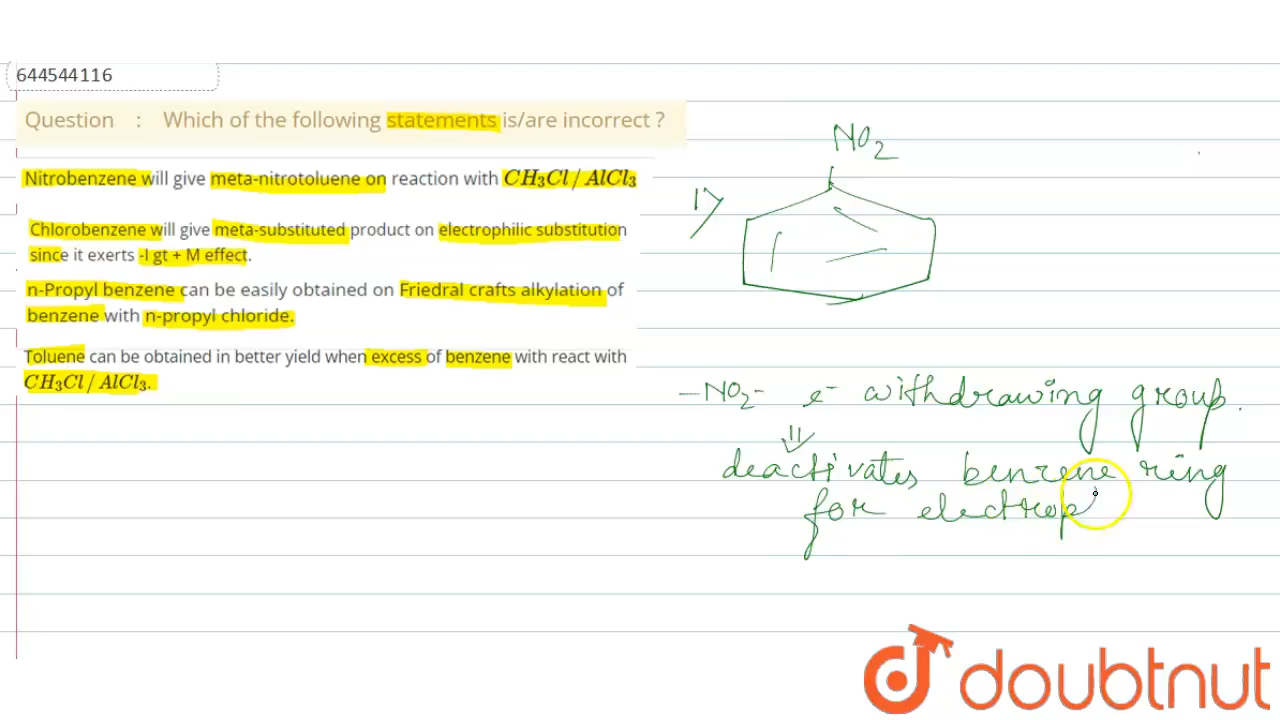 644544116
Question : Which of the following statements is/are incorrect ?
Nitrobenzene will give meta-nitrotoluene on reaction with CH₃Cl / AlCl₃
Chlorobenzene will give meta-substituted product on electrophilic substitution
since it exerts -I gt + M effect.
n-Propyl benzene can be easily obtained on Friedral crafts alkylation of
benzene with n-propyl chloride.
Toluene can be obtained in better yield when excess of benzene with react with
CH₃Cl / AlCl₃.
1)
NO₂
-NO₂- e⁻ withdrawing group.
deactivates benzene ring
for electrop
doubtnut